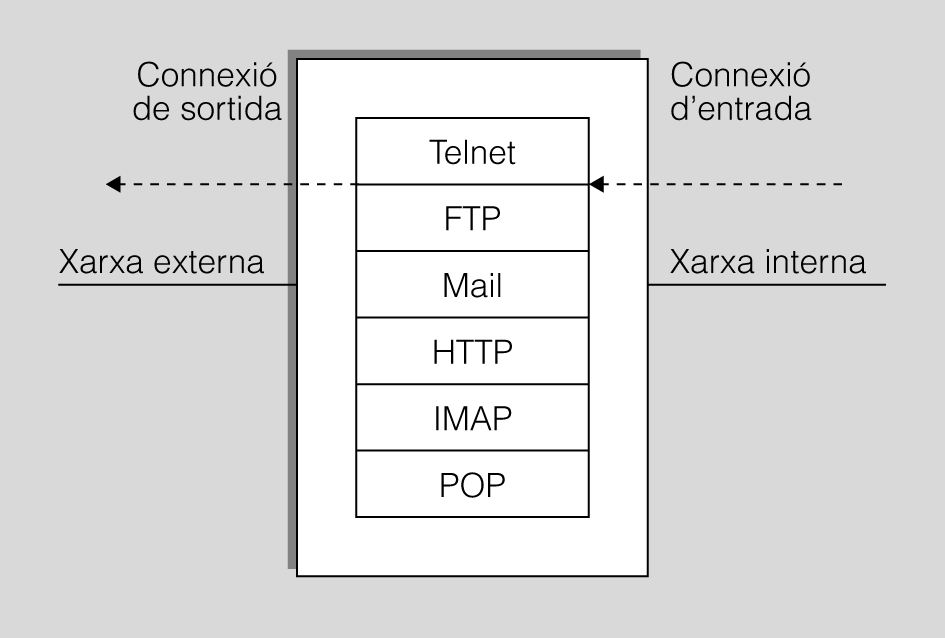 Connexió
de sortida
Connexió
d’entrada
Telnet
FTP
Xarxa externa
Mail
Xarxa interna
HTTP
IMAP
POP